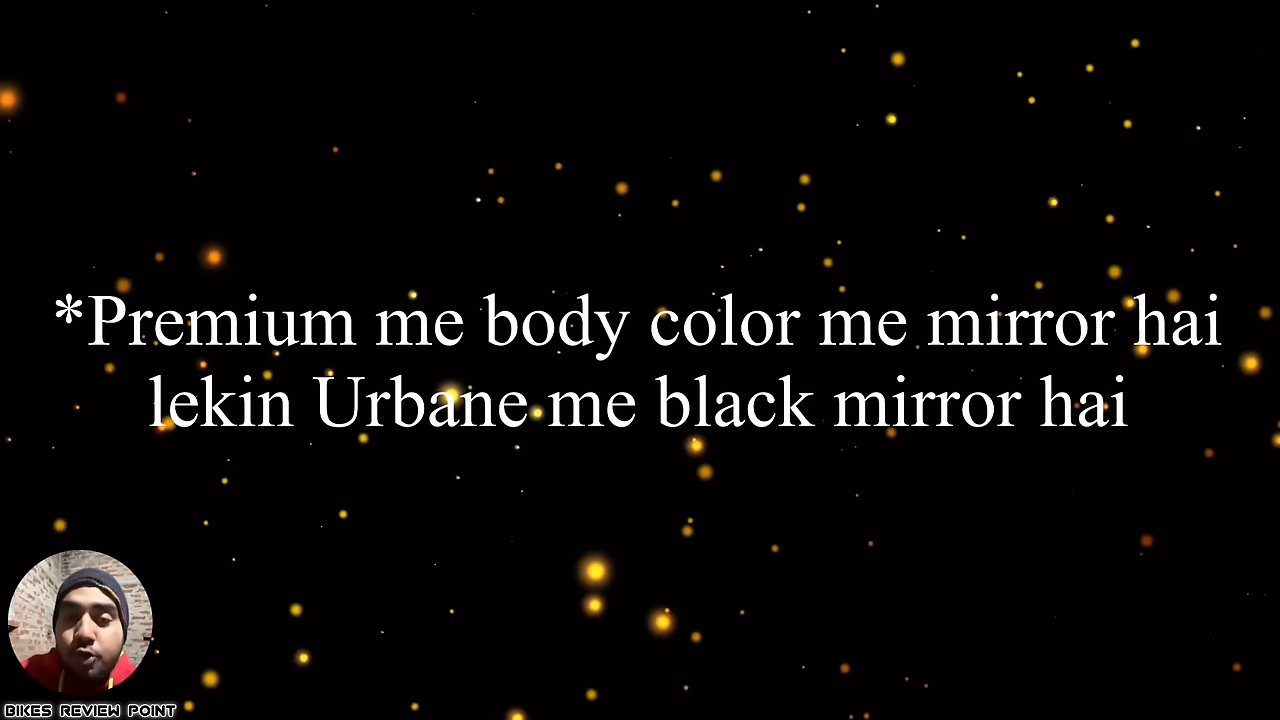 *Premium me body color me mirror hai
lekin Urbane me black mirror hai
BIKES REVIEW POINT